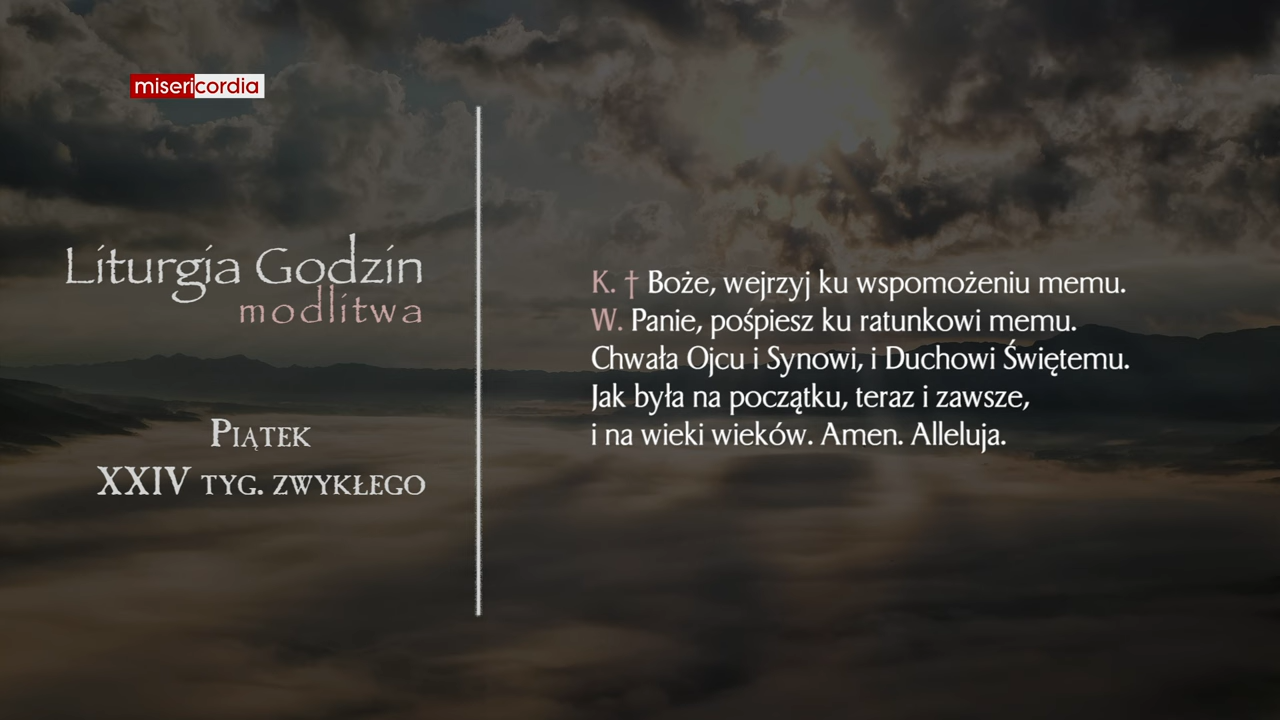 misericordia
Liturgia Godzin
modlitwa
Piątek
XXIV tyg. zwykłego
K. † Boże, wejrzyj ku wspomożeniu memu.
W. Panie, pośpiesz ku ratunkowi memu.
Chwała Ojcu i Synowi, i Duchowi Świętemu.
Jak była na początku, teraz i zawsze,
i na wieki wieków. Amen. Alleluja.